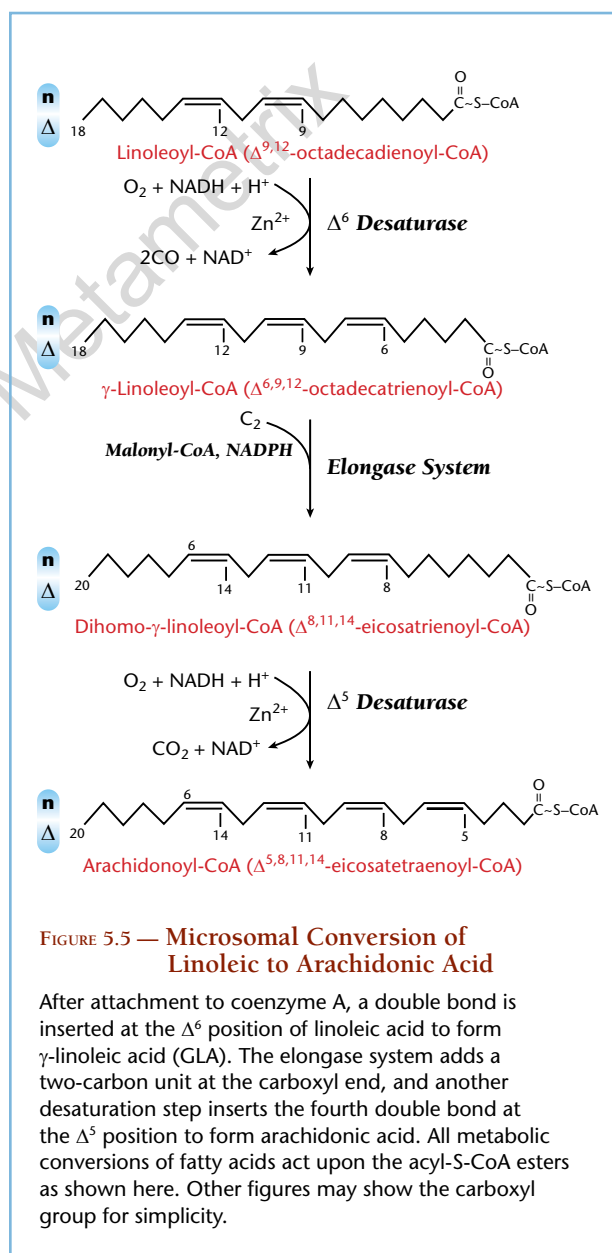 Metametrix
O
C~S–CoA
n
Δ
18 12 9
Linoleoyl-CoA (Δ9,12-octadecadienoyl-CoA)
O2 + NADH + H+
Zn2+
Δ6 Desaturase
2CO + NAD+
n
Δ
18 12 9 6
C~S–CoA
O
γ-Linoleoyl-CoA (Δ6,9,12-octadecatrienoyl-CoA)
C2
Malonyl-CoA, NADPH
Elongase System
6
n
Δ
20 14 11 8
C~S–CoA
O
Dihomo-γ-linoleoyl-CoA (Δ8,11,14-eicosatrienoyl-CoA)
O2 + NADH + H+
Zn2+
Δ5 Desaturase
CO2 + NAD+
O
6
C~S–CoA
n
Δ
20 14 11 8 5
Arachidonoyl-CoA (Δ5,8,11,14-eicosatetraenoyl-CoA)
FIGURE 5.5 — Microsomal Conversion of
Linoleic to Arachidonic Acid
After attachment to coenzyme A, a double bond is
inserted at the Δ6 position of linoleic acid to form
γ-linoleic acid (GLA). The elongase system adds a
two-carbon unit at the carboxyl end, and another
desaturation step inserts the fourth double bond at
the Δ5 position to form arachidonic acid. All metabolic
conversions of fatty acids act upon the acyl-S-CoA esters
as shown here. Other figures may show the carboxyl
group for simplicity.